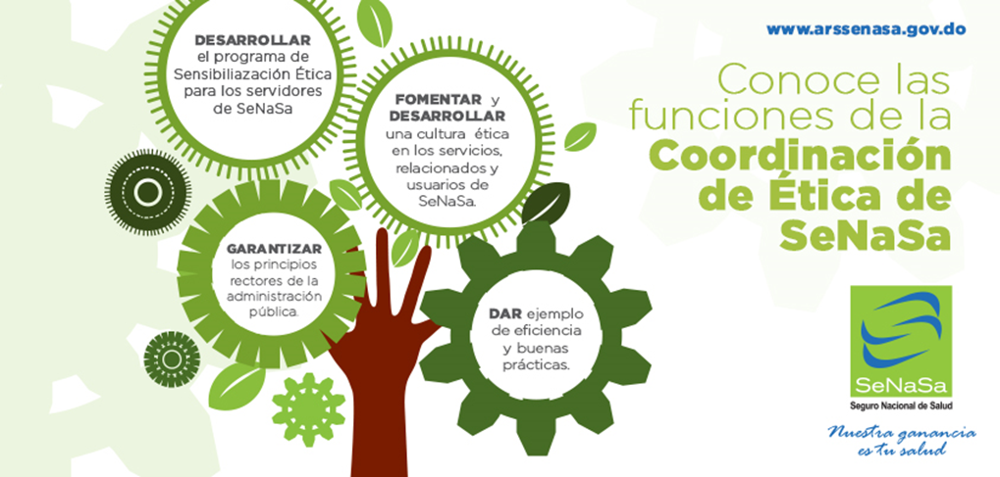 DESARROLLAR
el programa de
Sensibiliazación Ética
para los servidores
de SeNaSa
FOMENTAR y
DESARROLLAR
una cultura ética
en los servicios,
relacionados y
usuarios de
SeNaSa.
GARANTIZAR
los principios
rectores de la
administración
pública.
DAR ejemplo
de eficiencia
y buenas
prácticas.
www.arssenasa.gov.do
Conoce las
funciones de la
Coordinación
de Ética de
SeNaSa
SeNaSa
Seguro Nacional de Salud
Nuestra ganancia
es tu salud